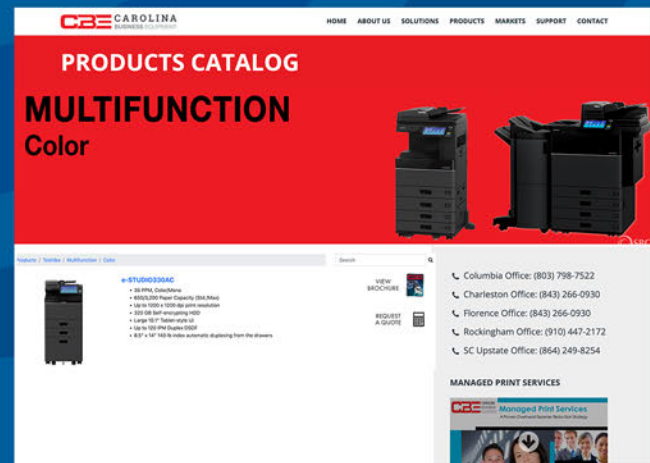 CBE CAROLINA
BUSINESS EQUIPMENT
HOME ABOUT US SOLUTIONS PRODUCTS MARKETS SUPPORT CONTACT
PRODUCTS CATALOG
MULTIFUNCTION
Color
Products / Toshiba / Multifunction / Color
Search
e-STUDIO330AC
• 35 PPM, Color/Mono
• 650/3,200 Paper Capacity (Std./Max)
• Up to 1200 x 1200 dpi print resolution
• 320 GB Self-encrypting HDD
• Large 10.1" Tablet-style UI
• Up to 120 IPM Duplex DSDF
• 8.5" x 14" 140 lb index automatic duplexing from the drawers
VIEW
BROCHURE
REQUEST
A QUOTE
Columbia Office: (803) 798-7522
Charleston Office: (843) 266-0930
Florence Office: (843) 266-0930
Rockingham Office: (910) 447-2172
SC Upstate Office: (864) 249-8254
MANAGED PRINT SERVICES
CBE
Managed Print Services